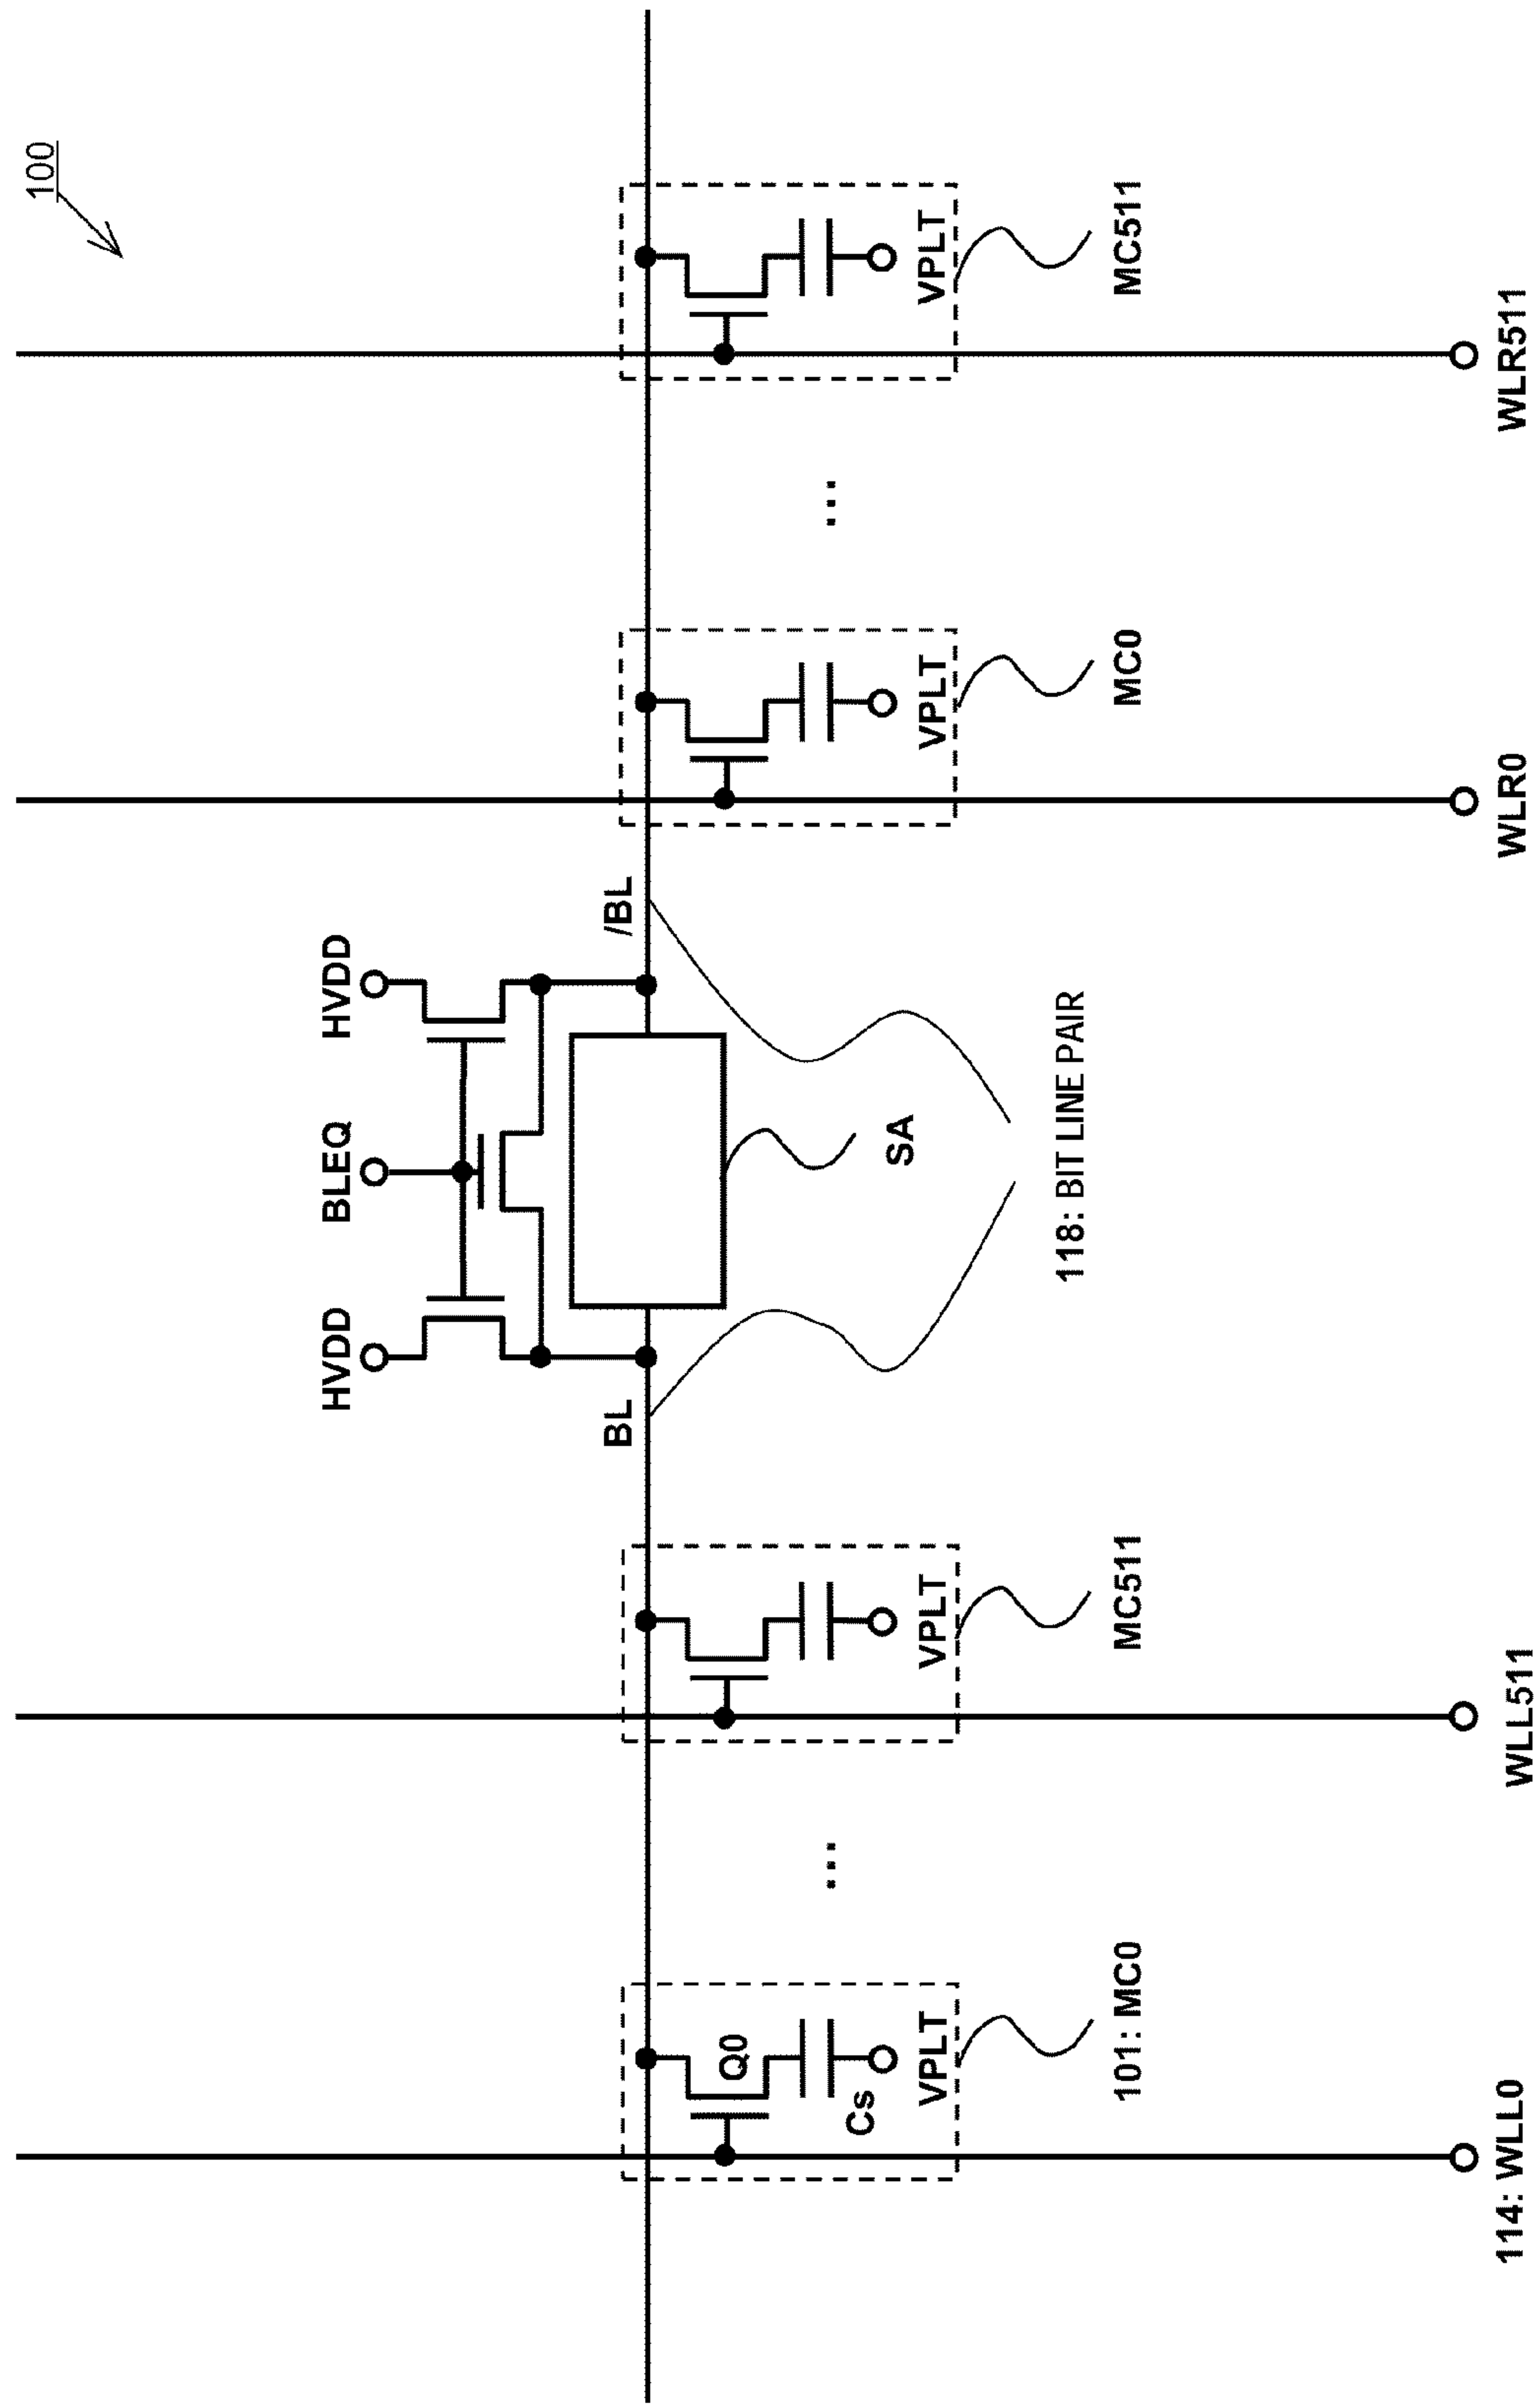 100
HVDD
BLEQ
HVDD
BL
/BL
Q0
Cs
VPLT
VPLT
VPLT
VPLT
SA
101: MC0
...
MC511
118: BIT LINE PAIR
MC0
...
MC511
114: WLL0
WLL511
WLR0
WLR511